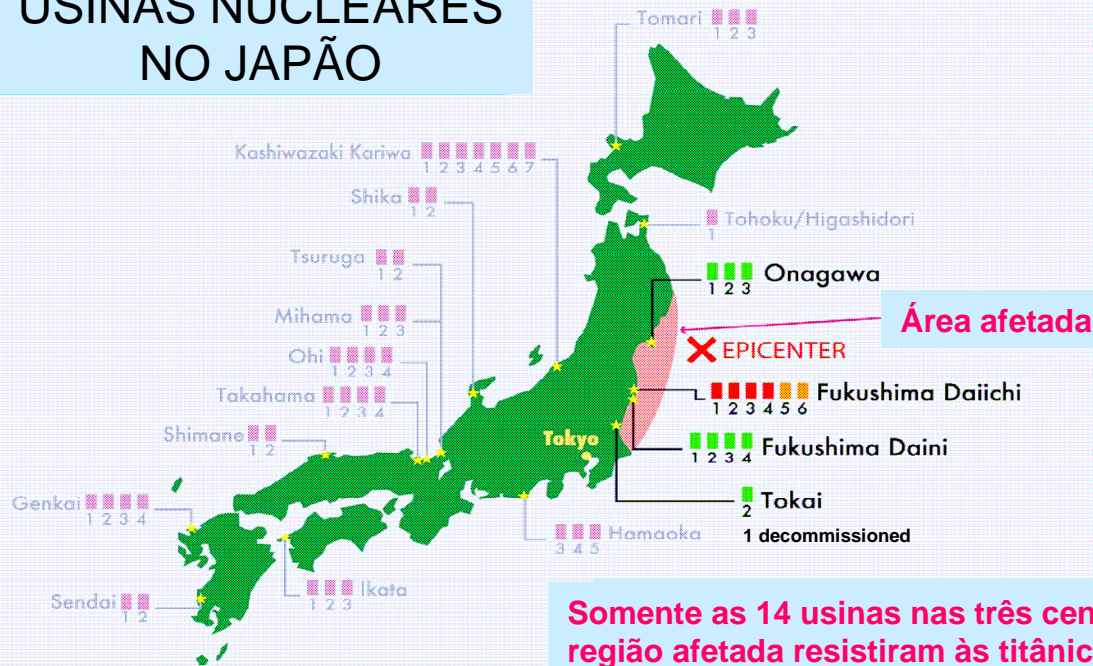 USINAS NUCLEARES
NO JAPÃO
Tomari
1 2 3
Kashiwazaki Kariwa
1 2 3 4 5 6 7
Shika
1 2
Tohoku/Higashidori
1
Tsuruga
1 2
Onagawa
1 2 3
Mihama
1 2 3
Área afetada
Ohi
1 2 3 4
EPICENTER
Takahama
1 2 3 4
Fukushima Daiichi
1 2 3 4 5 6
Shimane
1 2
Tokyo
Fukushima Daini
1 2 3 4
Genkai
1 2 3 4
Tokai
2
1 decommissioned
Hamaoka
3 4 5
Ikata
1 2 3
Sendai
1 2
Somente as 14 usinas nas três cen
região afetada resistiram às titânic